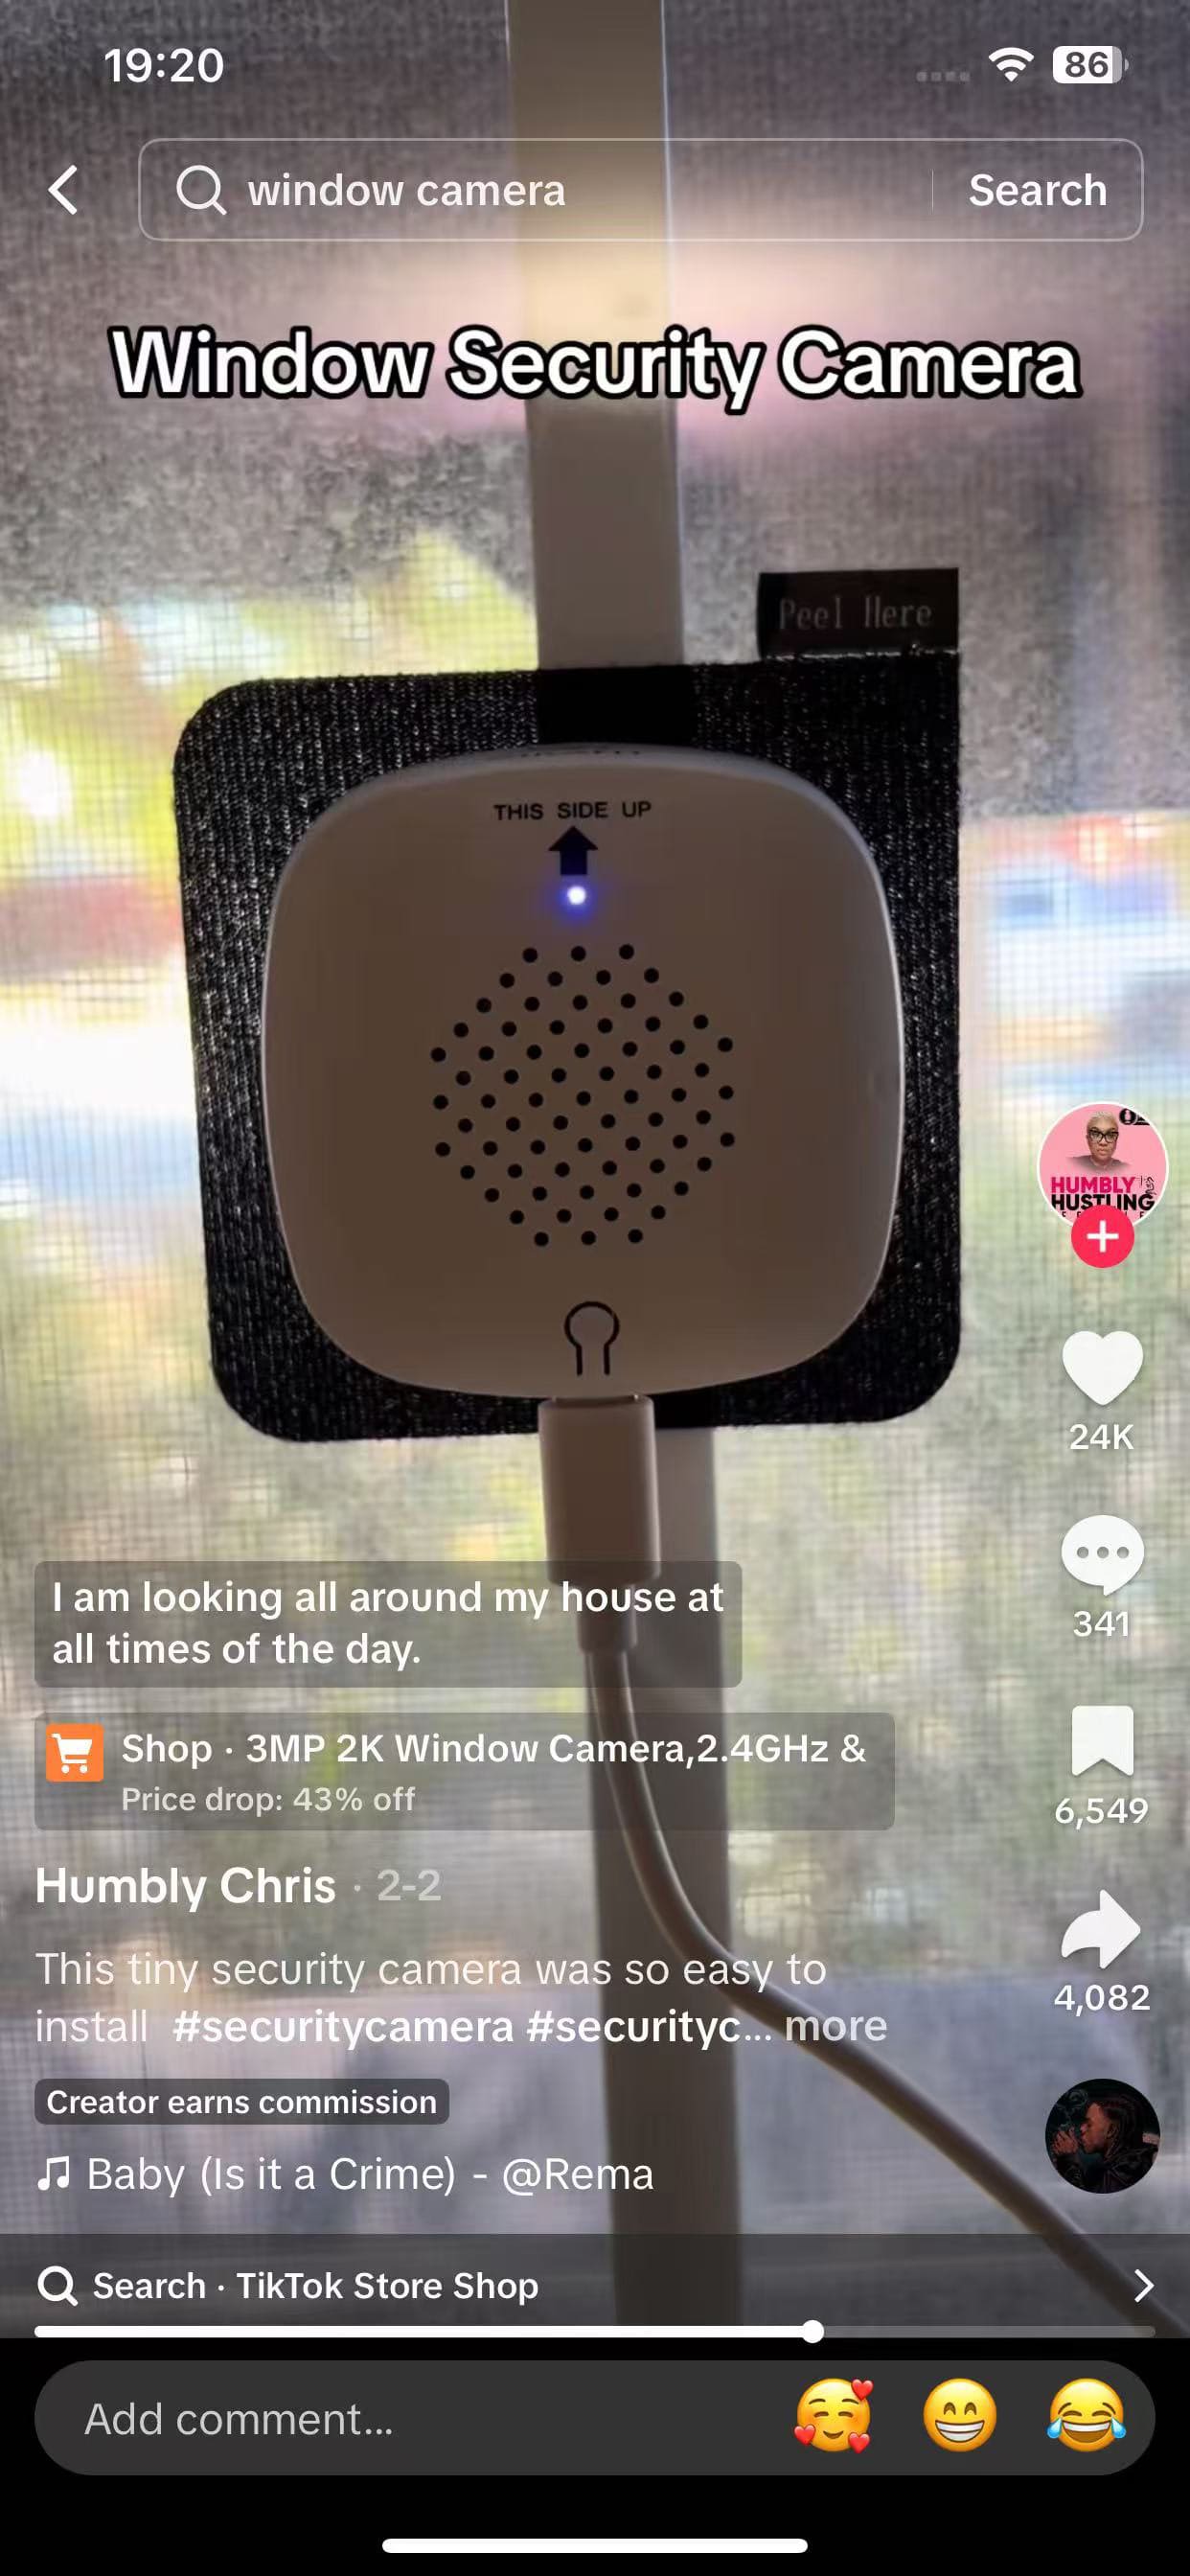 19:20
86
window camera
Search
Window Security Camera
Peel Here
THIS SIDE UP
HUMBLY
HUSTLING
24K
I am looking all around my house at
all times of the day.
341
Shop · 3MP 2K Window Camera,2.4GHz &
Price drop: 43% off
6,549
Humbly Chris · 2-2
This tiny security camera was so easy to
install #securitycamera #securityc... more
4,082
Creator earns commission
Baby (Is it a Crime) - @Rema
Search · TikTok Store Shop
Add comment...